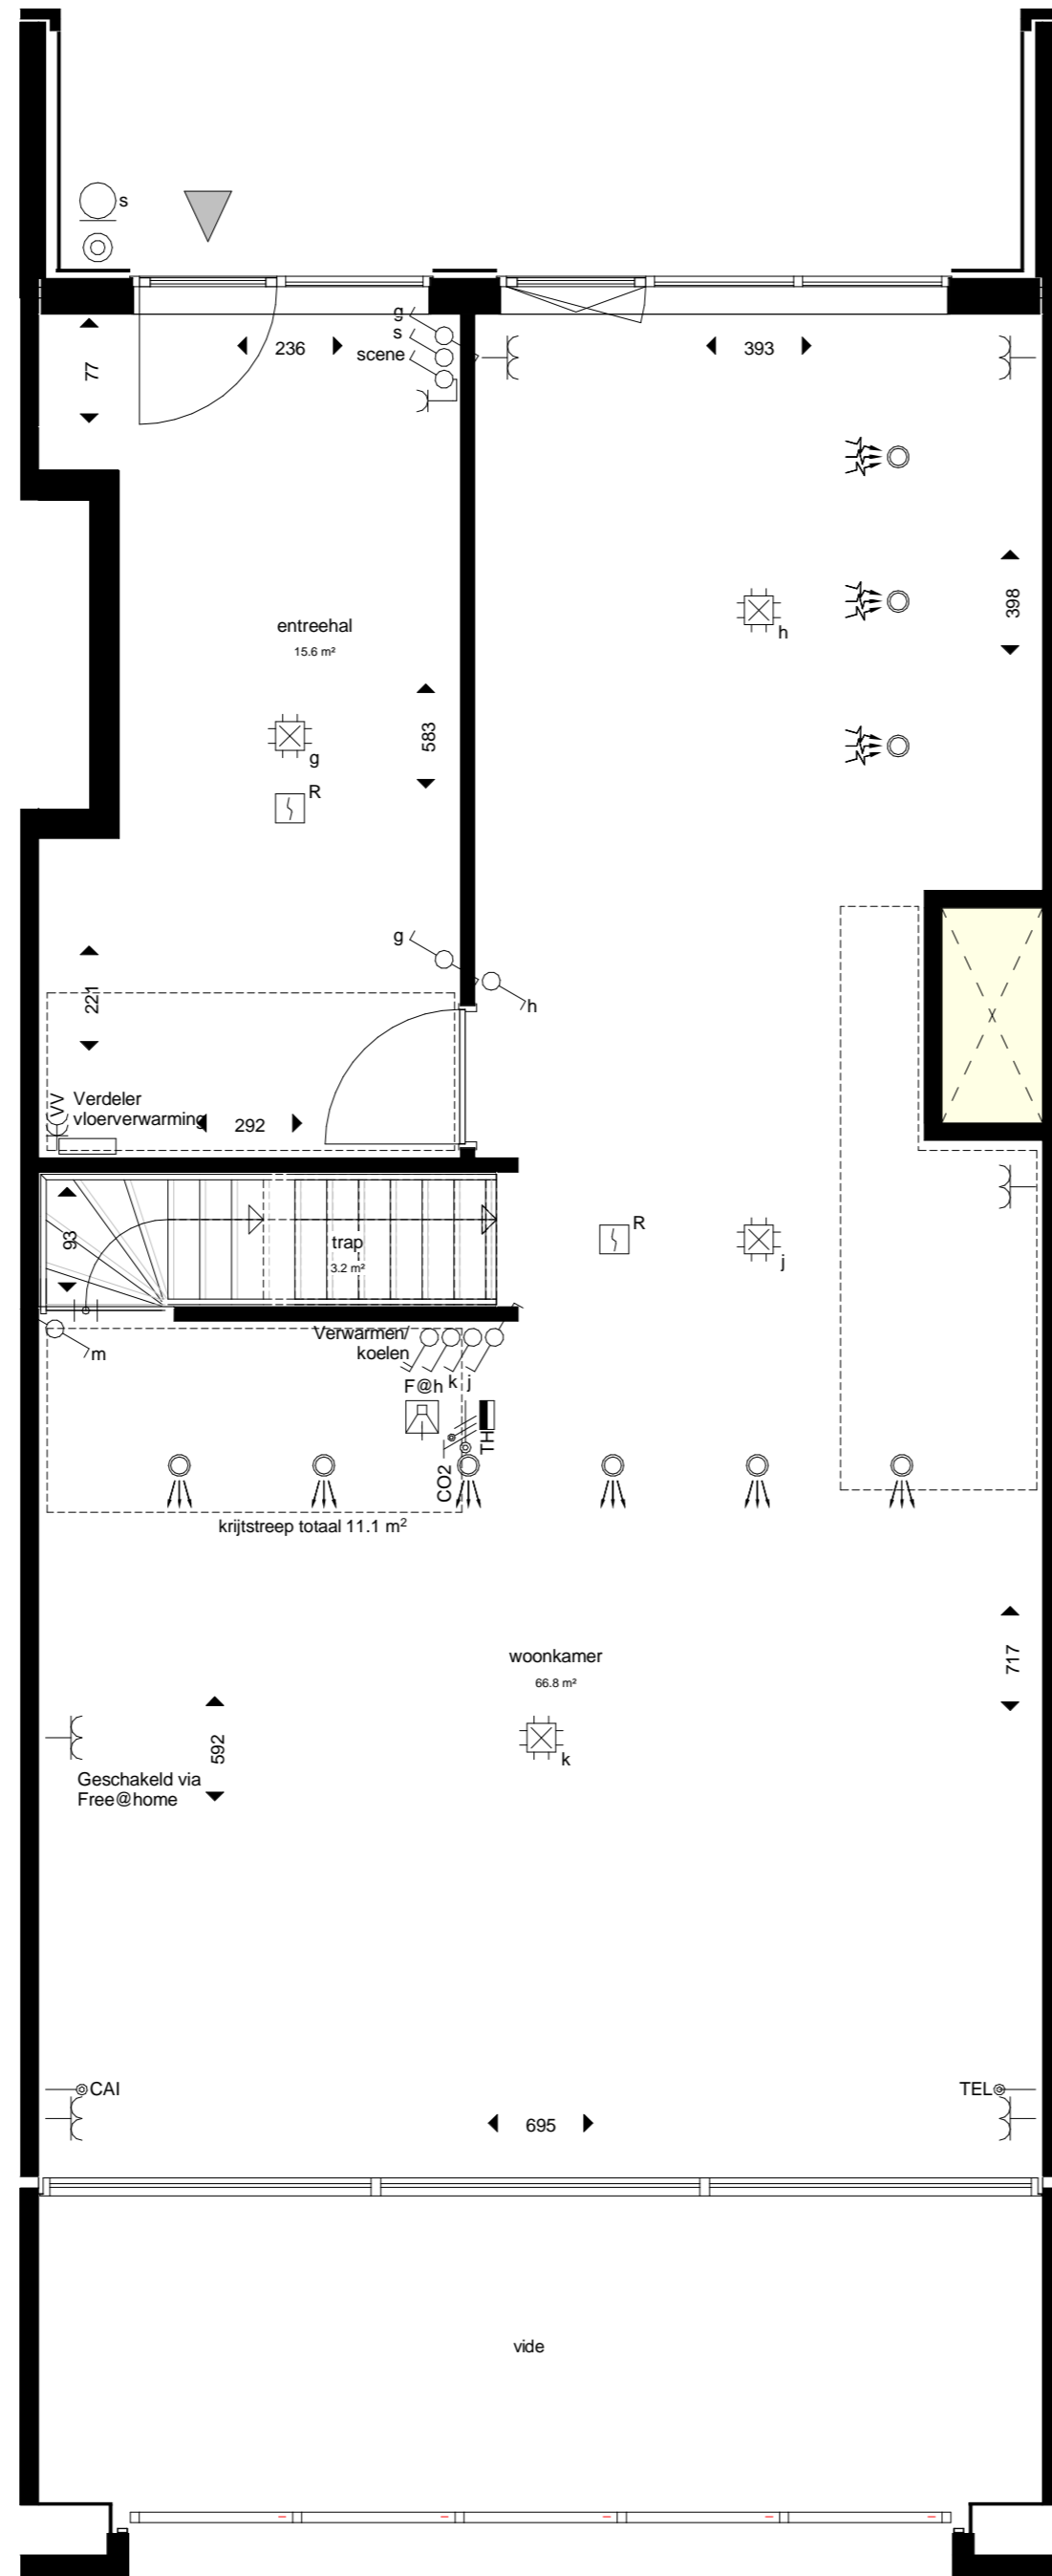 s
g
s
scene
236
393
77
398
entreehal
15.6 m²
h
583
g
R
g
h
221
VV
Verdeler
vloerverwarming
292
93
trap
3.2 m²
R
j
m
Verwarmen/
koelen
F@h
k
j
TH
CO2
krijtstreep totaal 11.1 m²
woonkamer
66.8 m²
717
592
k
Geschakeld via
Free@home
CAI
TEL
695
vide